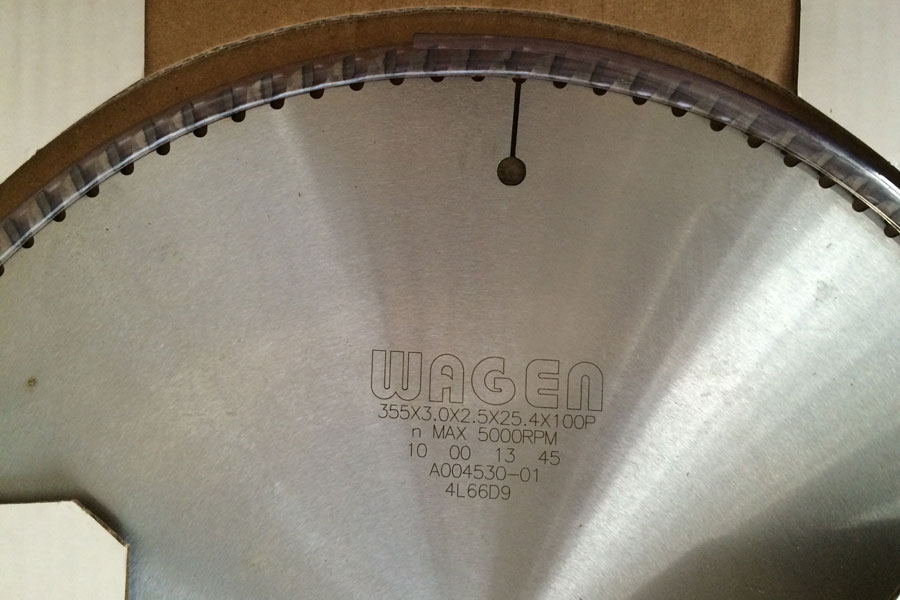 WAGEN
355X3.0X2.5X25.4X100P
n MAX 5000RPM
10 00 13 45
A004530-01
4L66D9